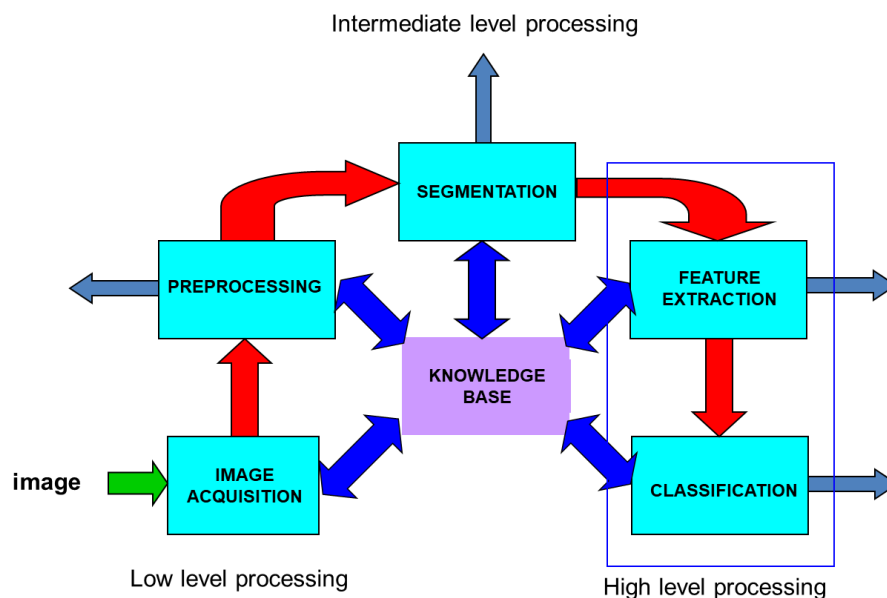 Intermediate level processing
SEGMENTATION
PREPROCESSING
FEATURE
EXTRACTION
KNOWLEDGE
BASE
image
IMAGE
ACQUISITION
CLASSIFICATION
Low level processing
High level processing